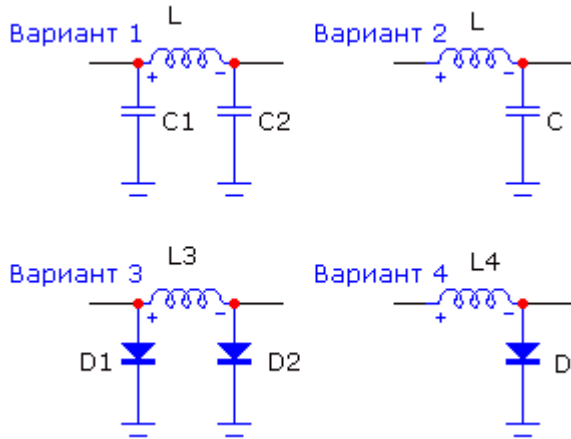 Вариант 1
L
Вариант 2
L
+
-
+
-
C1
C2
C
Вариант 3
L3
Вариант 4
L4
+
-
+
-
D1
D2
D